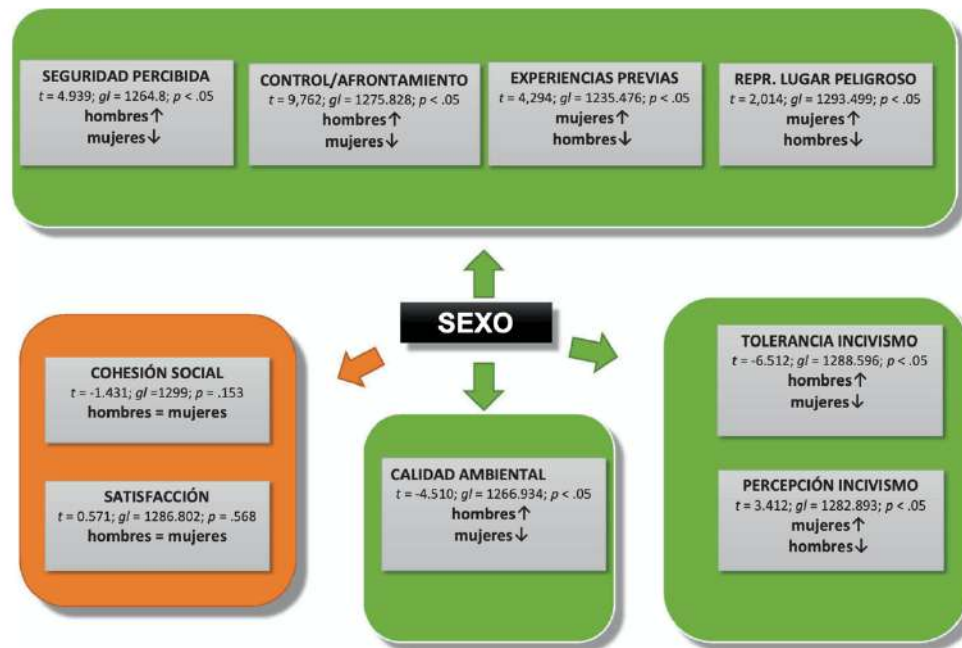 SEGURIDAD PERCIBIDA
t = 4.939; gl = 1264.8; p < .05
hombres↑
mujeres↓
CONTROL/AFRONTAMIENTO
t = 9,762; gl = 1275.828; p < .05
hombres↑
mujeres↓
EXPERIENCIAS PREVIAS
t = 4,294; gl = 1235.476; p < .05
mujeres↑
hombres↓
REPR. LUGAR PELIGROSO
t = 2,014; gl = 1293.499; p < .05
mujeres↑
hombres↓
SEXO
COHESIÓN SOCIAL
t = -1.431; gl =1299; p = .153
hombres = mujeres
SATISFACCIÓN
t = 0.571; gl = 1286.802; p = .568
hombres = mujeres
CALIDAD AMBIENTAL
t = -4.510; gl = 1266.934; p < .05
hombres↑
mujeres↓
TOLERANCIA INCIVISMO
t = -6.512; gl = 1288.596; p < .05
hombres↑
mujeres↓
PERCEPCIÓN INCIVISMO
t = 3.412; gl = 1282.893; p < .05
mujeres↑
hombres↓